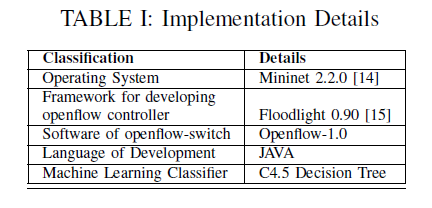 TABLE I: Implementation Details
Classification Details
Operating System Mininet 2.2.0 [14]
Framework for developing
openflow controller Floodlight 0.90 [15]
Software of openflow-switch Openflow-1.0
Language of Development JAVA
Machine Learning Classifier C4.5 Decision Tree